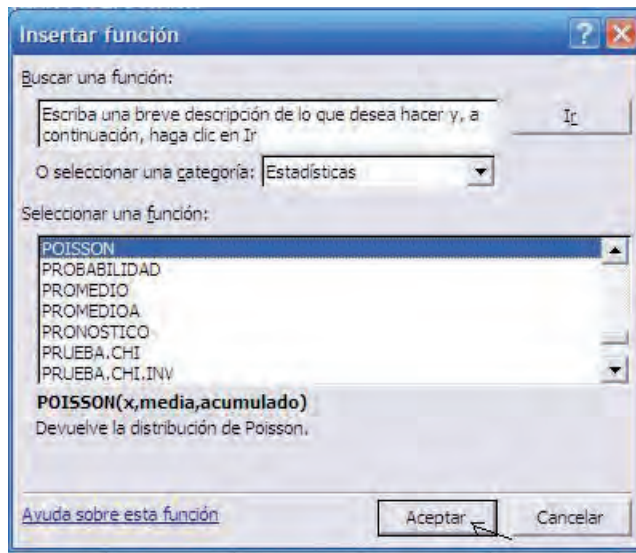 Insertar función
Buscar una función:
Escriba una breve descripción de lo que desea hacer y, a
continuación, haga clic en Ir
Ir
O seleccionar una categoría: Estadísticas
Seleccionar una función:
POISSON
PROBABILIDAD
PROMEDIO
PROMEDIOA
PRONOSTICO
PRUEBA.CHI
PRUEBA.CHI.INV
POISSON(x,media,acumulado)
Devuelve la distribución de Poisson.
Ayuda sobre esta función
Aceptar
Cancelar